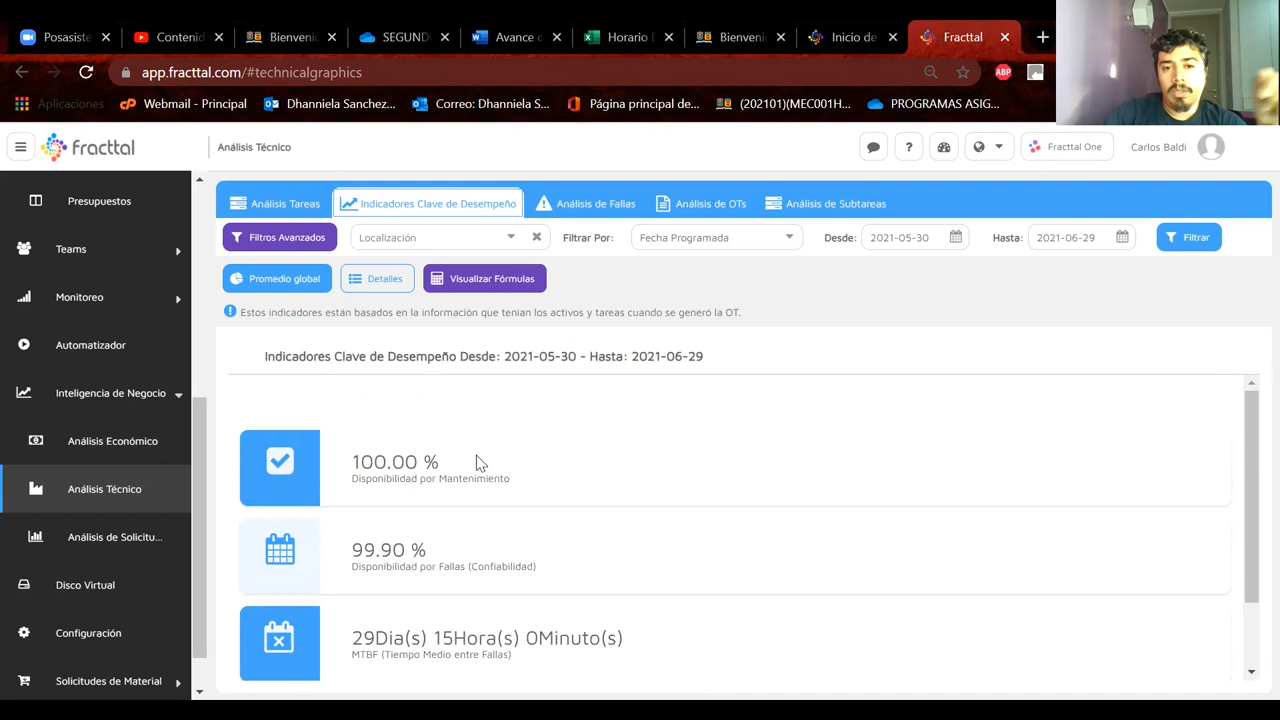 Posasiste
Contenid
Bienveni
SEGUND
Avance c
Horario D
Bienveni
Inicio de
Fracttal
app.fracttal.com/#technicalgraphics
ABP
Aplicaciones
Webmail - Principal
Dhanniela Sanchez...
Correo: Dhanniela S...
Página principal de...
(202101)(MEC001H...
PROGRAMAS ASIG...
fracttal
Análisis Técnico
Fracttal One
Carlos Baldi
Presupuestos
Teams
Monitoreo
Automatizador
Inteligencia de Negocio
Análisis Económico
Análisis Técnico
Análisis de Solicitu...
Disco Virtual
Configuración
Solicitudes de Material
Análisis Tareas
Indicadores Clave de Desempeño
Análisis de Fallas
Análisis de OTs
Análisis de Subtareas
Filtros Avanzados
Localización
Filtrar Por:
Fecha Programada
Desde:
2021-05-30
Hasta:
2021-06-29
Filtrar
Promedio global
Detalles
Visualizar Fórmulas
Estos indicadores están basados en la información que tenian los activos y tareas cuando se generó la OT.
Indicadores Clave de Desempeño Desde: 2021-05-30 - Hasta: 2021-06-29
100.00 %
Disponibilidad por Mantenimiento
99.90 %
Disponibilidad por Fallas (Confiabilidad)
29Dia(s) 15Hora(s) 0Minuto(s)
MTBF (Tiempo Medio entre Fallas)